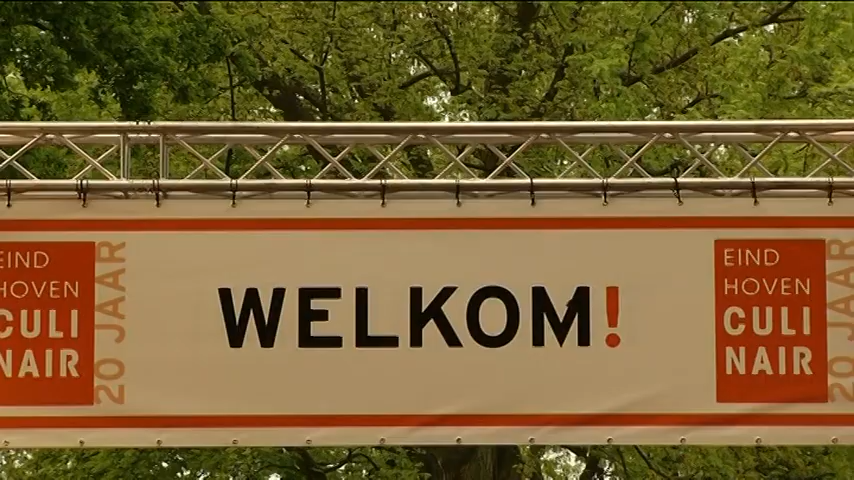 EIND
HOVEN
CULI
NAIR
20 JAAR
WELKOM!
EIND
HOVEN
CULI
NAIR
20 JAAR